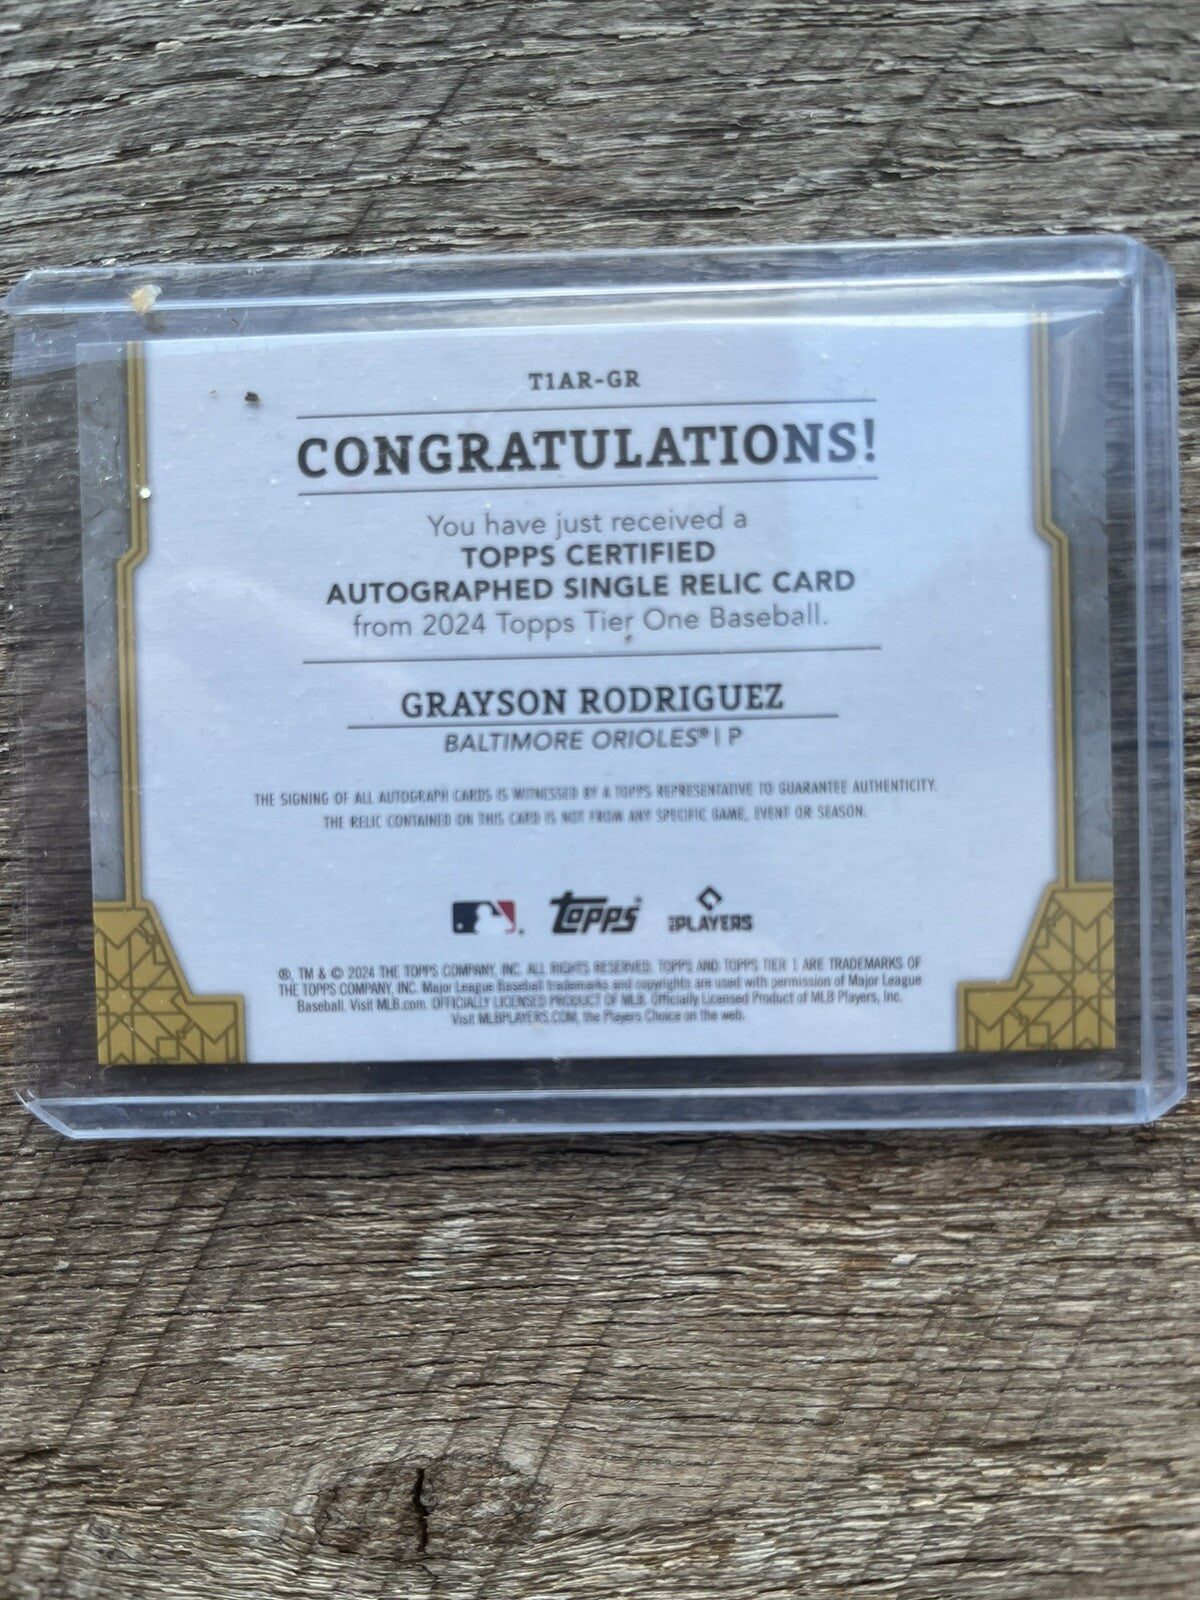 T1AR-GR
CONGRATULATIONS!
You have just received a
TOPPS CERTIFIED
AUTOGRAPHED SINGLE RELIC CARD
from 2024 Topps Tier One Baseball.
GRAYSON RODRIGUEZ
BALTIMORE ORIOLES® | P
THE SIGNING OF ALL AUTOGRAPH CARDS IS WITNESSED BY A TOPPS REPRESENTATIVE TO GUARANTEE AUTHENTICITY.
THE RELIC CONTAINED ON THIS CARD IS NOT FROM ANY SPECIFIC GAME, EVENT OR SEASON.
topps PLAYERS
®, TM & © 2024 THE TOPPS COMPANY, INC. ALL RIGHTS RESERVED. TOPPS AND TOPPS TIER 1 ARE TRADEMARKS OF
THE TOPPS COMPANY, INC. Major League Baseball trademarks and copyrights are used with permission of Major League
Baseball. Visit MLB.com. OFFICIALLY LICENSED PRODUCT OF MLB. Officially Licensed Product of MLB Players, Inc.
Visit MLBPLAYERS.COM, the Players Choice on the web.